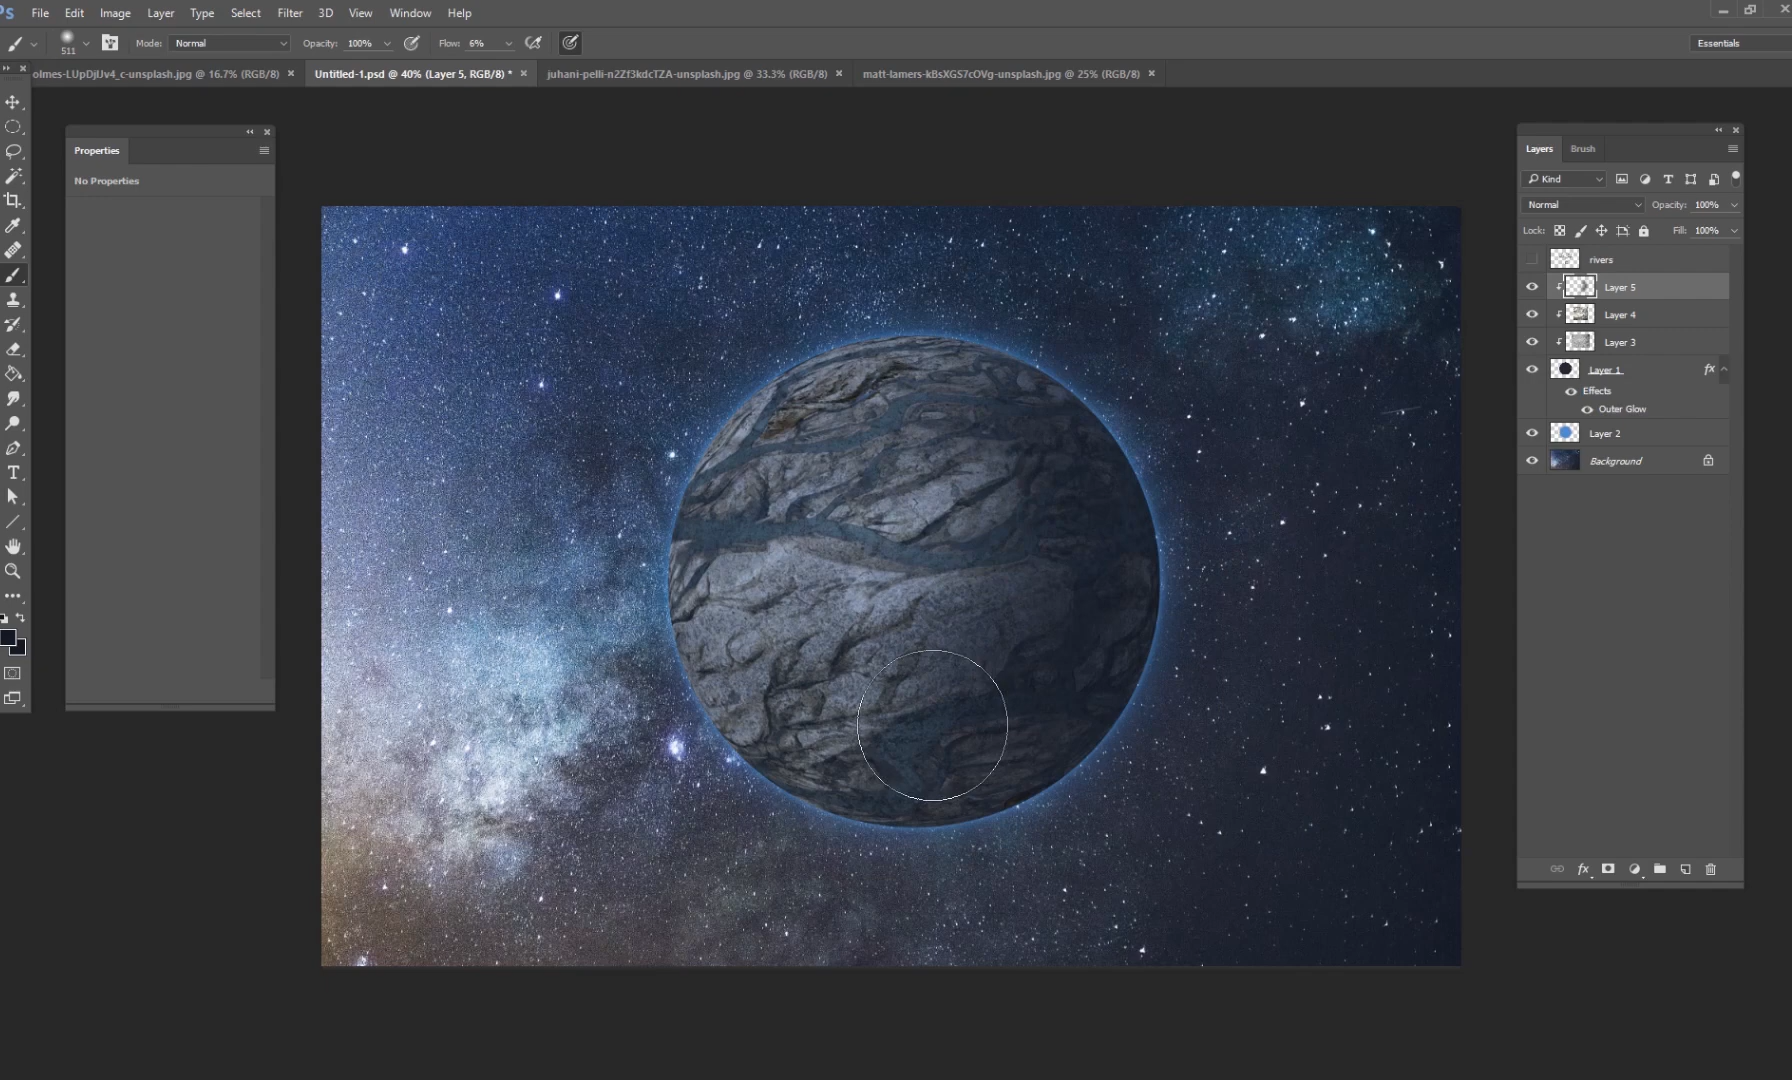 PS File Edit Image Layer Type Select Filter 3D View Window Help
511 Mode: Normal Opacity: 100% Flow: 6% Essentials
olmes-LUpDjlJv4_c-unsplash.jpg @ 16.7% (RGB/8) × Untitled-1.psd @ 40% (Layer 5, RGB/8) * × juhani-pelli-n2Zf3kdcTZA-unsplash.jpg @ 33.3% (RGB/8) × matt-lamers-kBsXGS7cOVg-unsplash.jpg @ 25% (RGB/8) ×
Properties
No Properties
Layers Brush
Kind
Normal Opacity: 100%
Lock: Fill: 100%
rivers
Layer 5
Layer 4
Layer 3
Layer 1 fx
Effects
Outer Glow
Layer 2
Background
fx